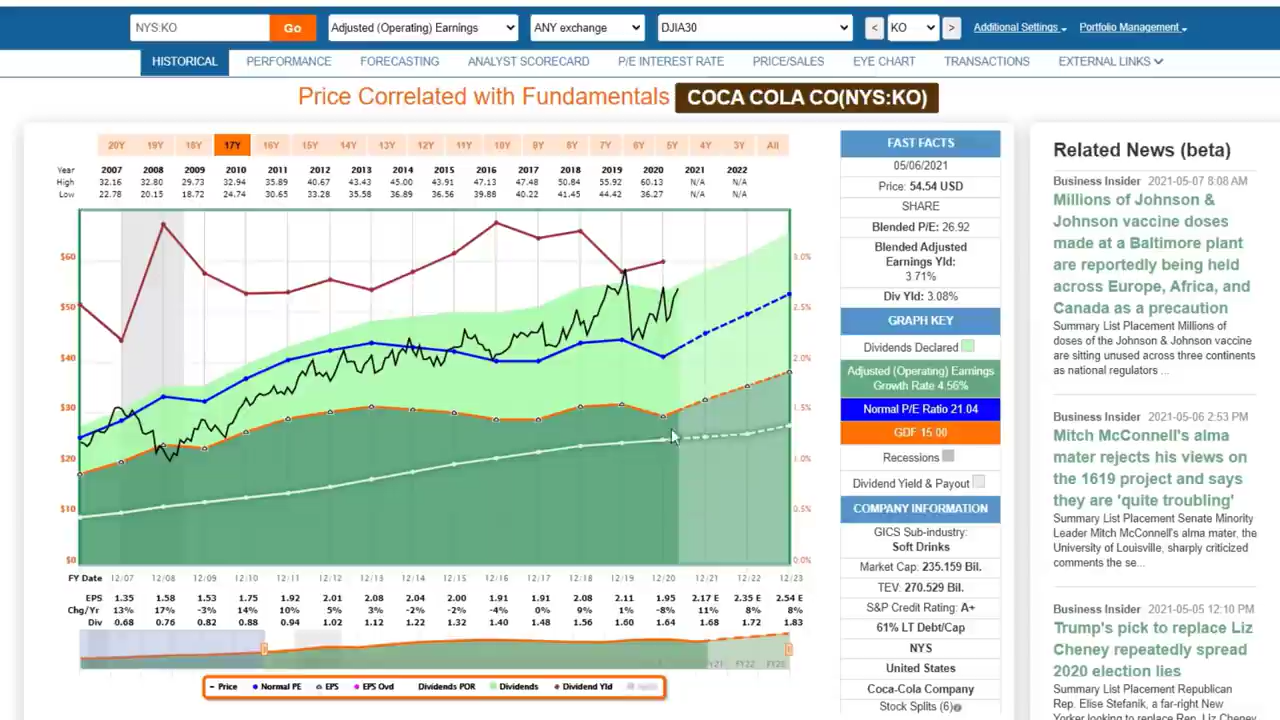 NYS:KO Go Adjusted (Operating) Earnings ANY exchange DJIA30 < KO > Additional Settings Portfolio Management
HISTORICAL PERFORMANCE FORECASTING ANALYST SCORECARD P/E INTEREST RATE PRICE/SALES EYE CHART TRANSACTIONS EXTERNAL LINKS
Price Correlated with Fundamentals COCA COLA CO(NYS:KO)
20Y 19Y 18Y 17Y 16Y 15Y 14Y 13Y 12Y 11Y 10Y 9Y 8Y 7Y 6Y 5Y 4Y 3Y All
Year 2007 2008 2009 2010 2011 2012 2013 2014 2015 2016 2017 2018 2019 2020 2021 2022
High 32.16 32.80 29.73 32.94 35.89 40.67 43.43 45.00 43.91 47.13 47.48 50.84 55.92 60.13 N/A N/A
Low 22.78 20.15 18.72 24.74 30.65 33.28 35.58 36.89 36.56 39.88 40.22 41.45 44.42 36.27 N/A N/A
$60 3.0%
$50 2.5%
$40 2.0%
$30 1.5%
$20 1.0%
$10 0.5%
$0 0.0%
FY Date 12/07 12/08 12/09 12/10 12/11 12/12 12/13 12/14 12/15 12/16 12/17 12/18 12/19 12/20 12/21 12/22 12/23
EPS 1.35 1.58 1.53 1.75 1.92 2.01 2.08 2.04 2.00 1.91 1.91 2.08 2.11 1.95 2.17 E 2.35 E 2.54 E
Chg/Yr 13% 17% -3% 14% 10% 5% 3% -2% -2% -4% 0% 9% 1% -8% 11% 8% 8%
Div 0.68 0.76 0.82 0.88 0.94 1.02 1.12 1.22 1.32 1.40 1.48 1.56 1.60 1.64 1.68 1.72 1.83
Y21 FY22
Price Normal PE EPS EPS Ovd Dividends POR Dividends Dividend Yld
FAST FACTS
05/06/2021
Price: 54.54 USD
SHARE
Blended P/E: 26.92
Blended Adjusted
Earnings Yld:
3.71%
Div Yld: 3.08%
GRAPH KEY
Dividends Declared
Adjusted (Operating) Earnings
Growth Rate 4.56%
Normal P/E Ratio 21.04
GDF 15.00
Recessions
Dividend Yield & Payout
COMPANY INFORMATION
GICS Sub-industry:
Soft Drinks
Market Cap: 235.159 Bil.
TEV: 270.529 Bil.
S&P Credit Rating: A+
61% LT Debt/Cap
NYS
United States
Coca-Cola Company
Stock Splits (6)
Related News (beta)
Business Insider 2021-05-07 8:08 AM
Millions of Johnson &
Johnson vaccine doses
made at a Baltimore plant
are reportedly being held
across Europe, Africa, and
Canada as a precaution
Summary List Placement Millions of
doses of the Johnson & Johnson vaccine
are sitting unused across three continents
as national regulators ...
Business Insider 2021-05-06 2:53 PM
Mitch McConnell's alma
mater rejects his views on
the 1619 project and says
they are 'quite troubling'
Summary List Placement Senate Minority
Leader Mitch McConnell's alma mater, the
University of Louisville, sharply criticized
comments the se...
Business Insider 2021-05-05 12:10 PM
Trump's pick to replace Liz
Cheney repeatedly spread
2020 election lies
Summary List Placement Republican
Rep. Elise Stefanik, a far-right New
Yorker looking to replace Rep. Liz Cheney